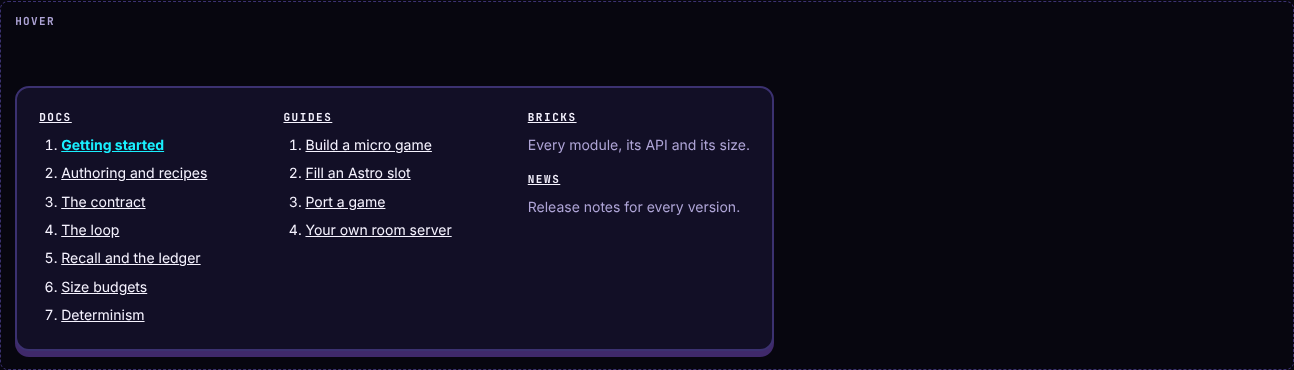 HOVER
DOCS
1. Getting started
2. Authoring and recipes
3. The contract
4. The loop
5. Recall and the ledger
6. Size budgets
7. Determinism
GUIDES
1. Build a micro game
2. Fill an Astro slot
3. Port a game
4. Your own room server
BRICKS
Every module, its API and its size.
NEWS
Release notes for every version.